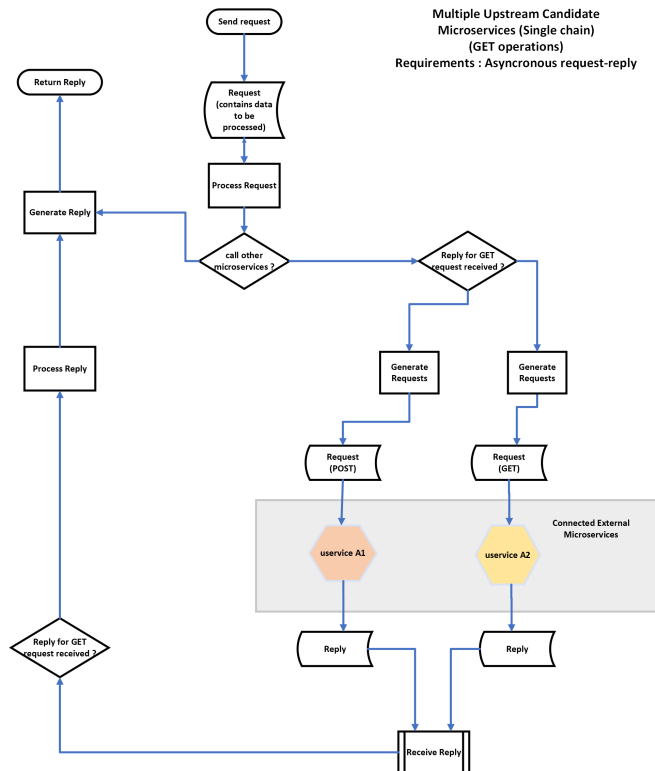 Multiple Upstream Candidate
Microservices (Single chain)
(GET operations)
Requirements : Asyncronous request-reply
Send request
Return Reply
Request
(contains data
to be
processed)
Process Request
Generate Reply
call other
microservices ?
Reply for GET
request received ?
Process Reply
Generate
Requests
Generate
Requests
Request
(POST)
Request
(GET)
Connected External
Microservices
uservice A1
uservice A2
Reply for GET
request received ?
Reply
Reply
Receive Reply